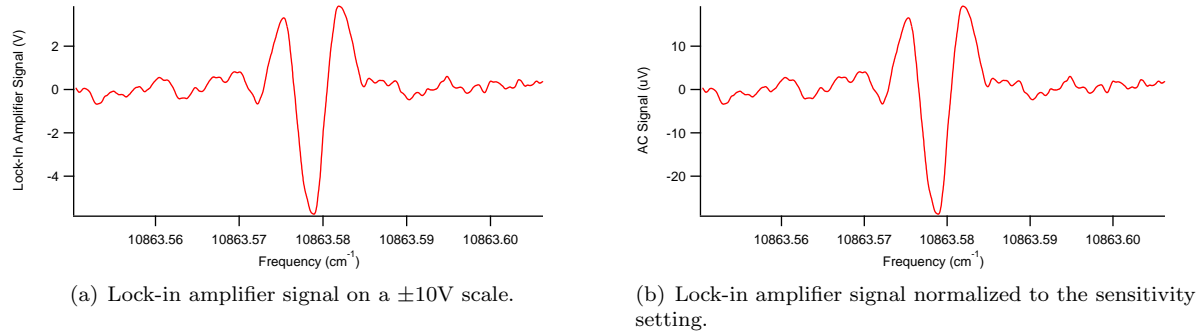 Lock-In Amplifier Signal (V)
2
0
-2
-4
10863.56 10863.57 10863.58 10863.59 10863.60
Frequency (cm-1)
(a) Lock-in amplifier signal on a ±10V scale.
AC Signal (uV)
10
0
-10
-20
10863.56 10863.57 10863.58 10863.59 10863.60
Frequency (cm-1)
(b) Lock-in amplifier signal normalized to the sensitivity
setting.